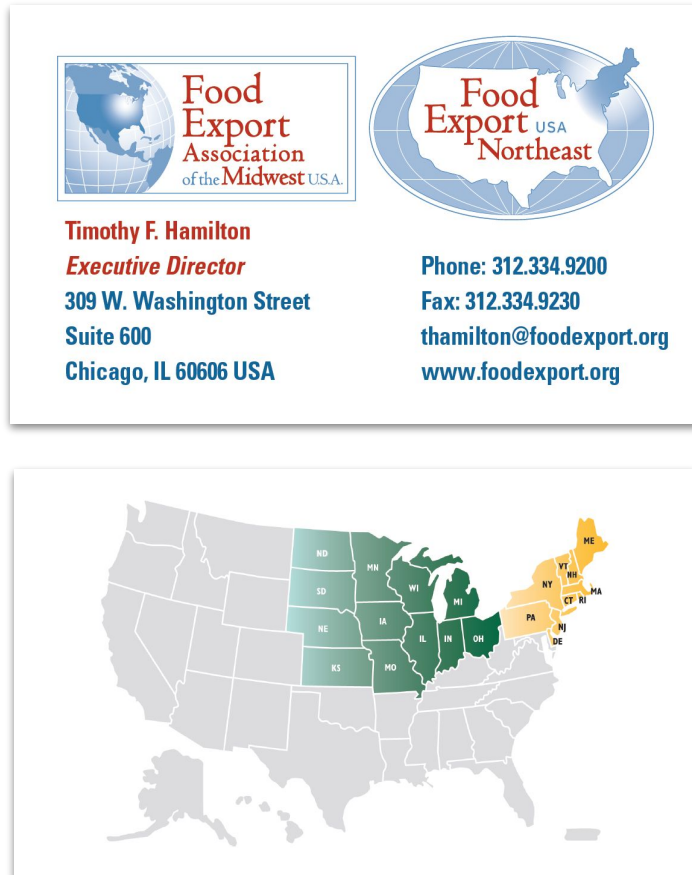 Food
Export
Association
of the Midwest U.S.A.
Food
Export USA
Northeast
Timothy F. Hamilton
Executive Director
309 W. Washington Street
Suite 600
Chicago, IL 60606 USA
Phone: 312.334.9200
Fax: 312.334.9230
thamilton@foodexport.org
www.foodexport.org
ME
ND
MN
VT
NH
SD
WI
NY
MA
MI
CT
RI
NE
IA
PA
NJ
IL
IN
OH
DE
KS
MO